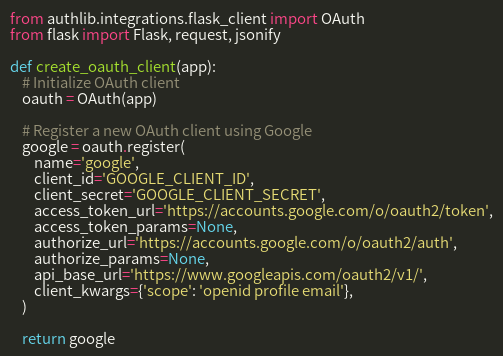 from authlib.integrations.flask_client import OAuth
from flask import Flask, request, jsonify

def create_oauth_client(app):
    # Initialize OAuth client
    oauth = OAuth(app)

    # Register a new OAuth client using Google
    google = oauth.register(
        name='google',
        client_id='GOOGLE_CLIENT_ID',
        client_secret='GOOGLE_CLIENT_SECRET',
        access_token_url='https://accounts.google.com/o/oauth2/token',
        access_token_params=None,
        authorize_url='https://accounts.google.com/o/oauth2/auth',
        authorize_params=None,
        api_base_url='https://www.googleapis.com/oauth2/v1/',
        client_kwargs={'scope': 'openid profile email'},
    )

    return google